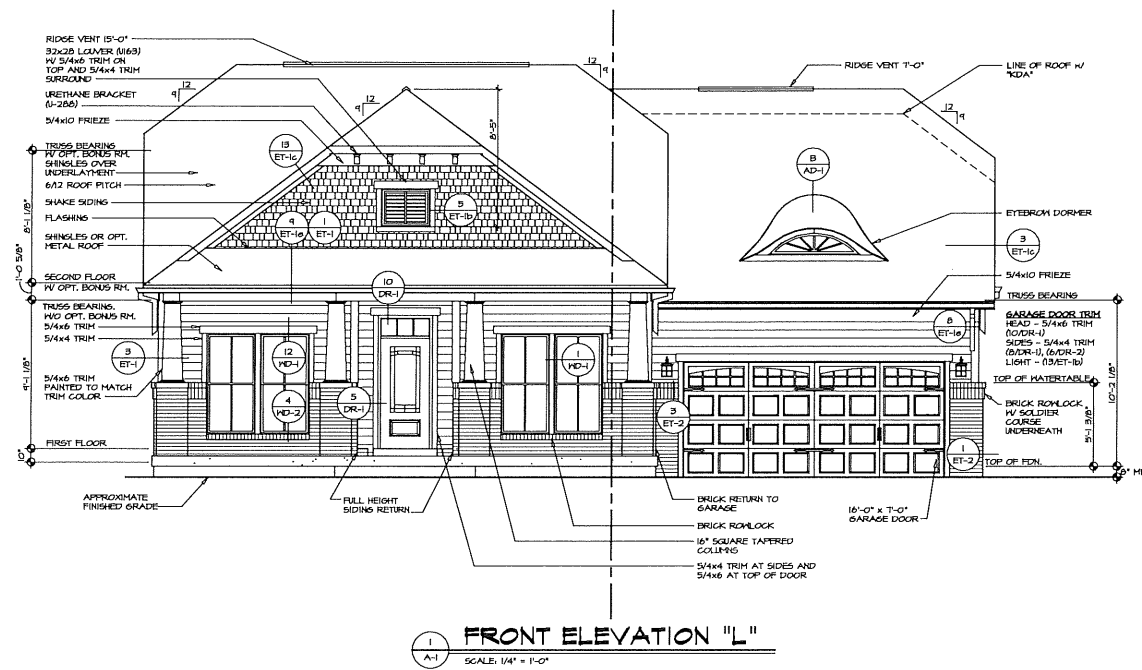 RIDGE VENT 15'-0"
32x28 LOUVER (U163)
W/ 5/4x6 TRIM ON
TOP AND 5/4x4 TRIM
SURROUND
URETHANE BRACKET
(U-288)
5/4x10 FRIEZE
TRUSS BEARING
W/ OPT. BONUS RM.
SHINGLES OVER
UNDERLAYMENT
6/12 ROOF PITCH
SHAKE SIDING
FLASHING
SHINGLES OR OPT.
METAL ROOF
SECOND FLOOR
W/ OPT. BONUS RM.
TRUSS BEARING.
W/O OPT. BONUS RM.
5/4x6 TRIM
5/4x4 TRIM
5/4x6 TRIM
PAINTED TO MATCH
TRIM COLOR
FIRST FLOOR
APPROXIMATE
FINISHED GRADE
8'-1 1/8"
1'-0 5/8"
9'-1 1/8"
10"
12
9
12
9
12
9
12
9
8'-5"
13
ET-1c
9
ET-1a
1
ET-1
5
ET-1b
10
DR-1
3
ET-1
12
WD-1
4
WD-2
5
DR-1
1
WD-1
3
ET-2
B
AD-1
3
ET-1c
8
ET-1a
1
ET-2
RIDGE VENT 7'-0"
LINE OF ROOF w/
"KDA"
EYEBROW DORMER
5/4x10 FRIEZE
TRUSS BEARING
GARAGE DOOR TRIM
HEAD - 5/4x6 TRIM
(10/DR-1)
SIDES - 5/4x4 TRIM
(8/DR-1), (6/DR-2)
LIGHT - (13/ET-1b)
TOP OF WATERTABLE
BRICK ROWLOCK
W/ SOLDIER
COURSE
UNDERNEATH
TOP OF FDN.
10'-2 1/8"
5'-1 3/8"
8" MI
FULL HEIGHT
SIDING RETURN
BRICK RETURN TO
GARAGE
BRICK ROWLOCK
16" SQUARE TAPERED
COLUMNS
5/4x4 TRIM AT SIDES AND
5/4x6 AT TOP OF DOOR
16'-0" x 7'-0"
GARAGE DOOR
1
A-1
FRONT ELEVATION "L"
SCALE: 1/4" = 1'-0"